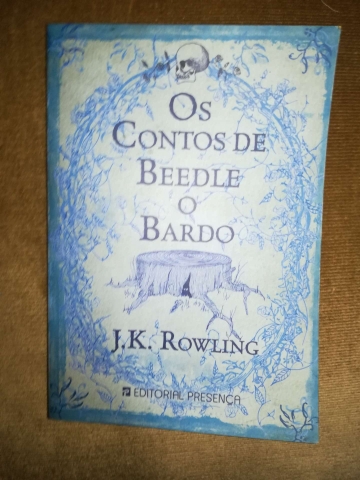 OS
CONTOS DE
BEEDLE
O
BARDO
J.K. ROWLING
EDITORIAL PRESENÇA